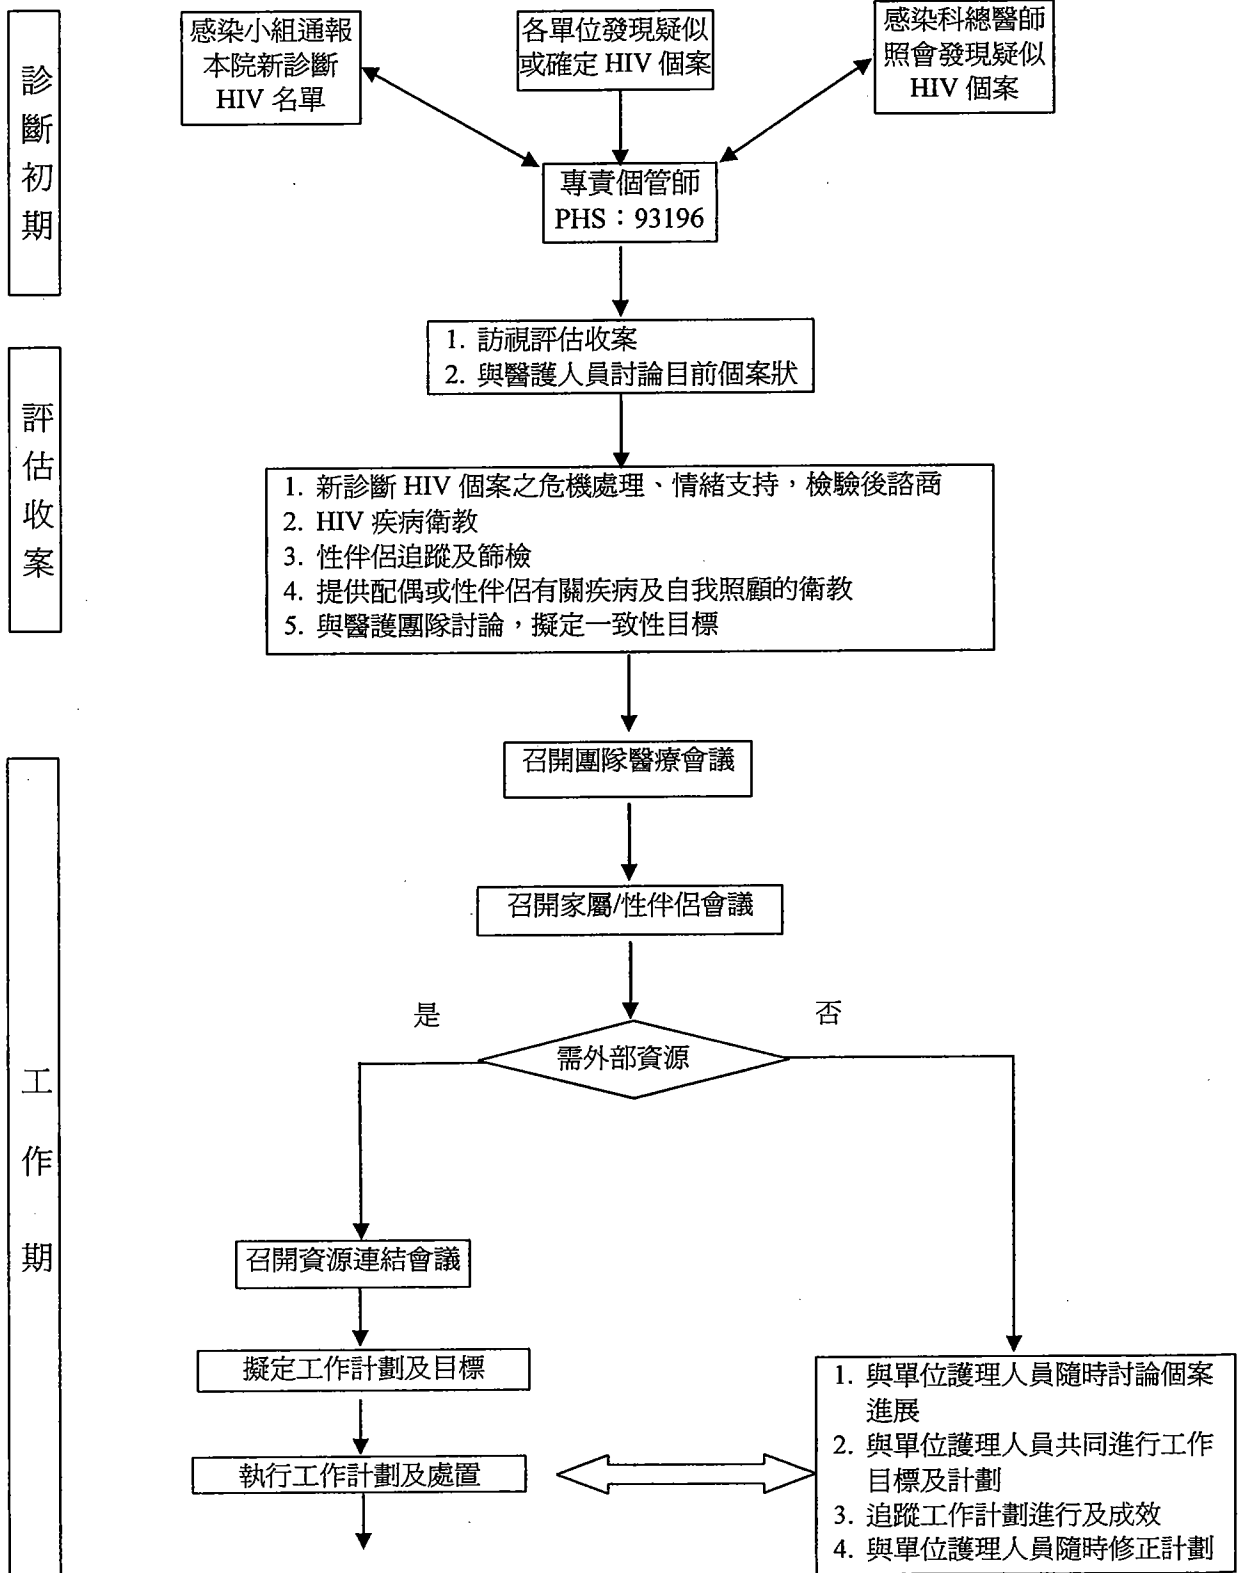 診斷初期
感染小組通報
本院新診斷
HIV 名單
各單位發現疑似
或確定 HIV 個案
感染科總醫師
照會發現疑似
HIV 個案
專責個管師
PHS：93196
評估收案
1. 訪視評估收案
2. 與醫護人員討論目前個案狀
1. 新診斷 HIV 個案之危機處理、情緒支持，檢驗後諮商
2. HIV 疾病衛教
3. 性伴侶追蹤及篩檢
4. 提供配偶或性伴侶有關疾病及自我照顧的衛教
5. 與醫護團隊討論，擬定一致性目標
工作期
召開團隊醫療會議
召開家屬/性伴侶會議
是
否
需外部資源
召開資源連結會議
擬定工作計劃及目標
執行工作計劃及處置
1. 與單位護理人員隨時討論個案
進展
2. 與單位護理人員共同進行工作
目標及計劃
3. 追蹤工作計劃進行及成效
4. 與單位護理人員隨時修正計劃